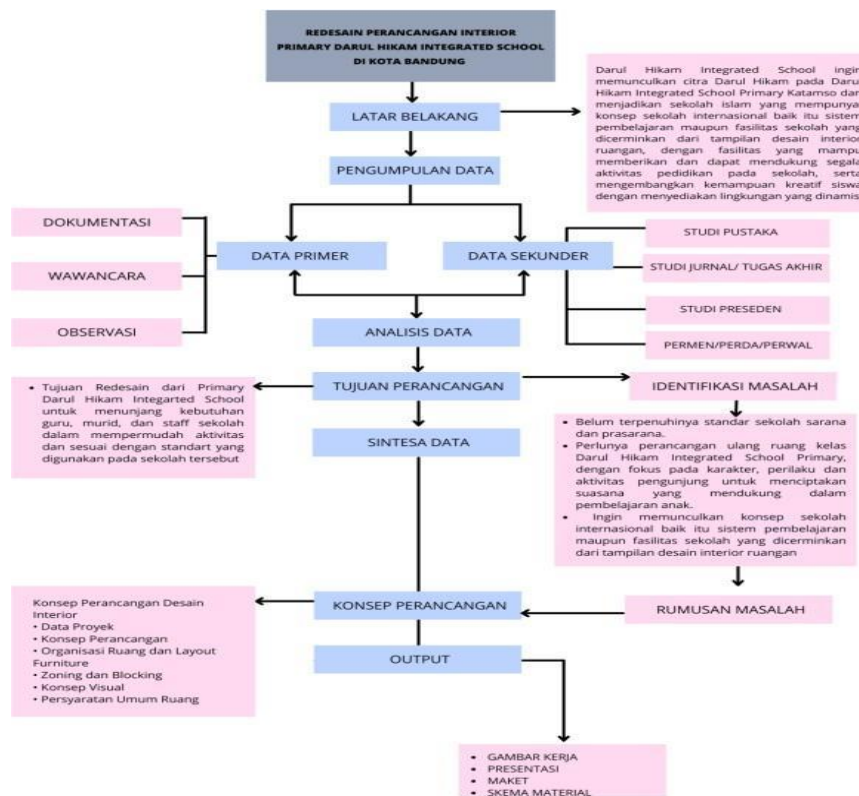 REDESAIN PERANCANGAN INTERIOR
PRIMARY DARUL HIKAM INTEGRATED SCHOOL
DI KOTA BANDUNG
LATAR BELAKANG
Darul Hikam Integrated School ingin
memunculkan citra Darul Hikam pada Darul
Hikam Integrated School Primary Katamso dan
menjadikan sekolah islam yang mempunyai
konsep sekolah internasional baik itu sistem
pembelajaran maupun fasilitas sekolah yang
dicerminkan dari tampilan desain interior
ruangan, dengan fasilitas yang mampu
memberikan dan dapat mendukung segala
aktivitas pedidikan pada sekolah, serta
mengembangkan kemampuan kreatif siswa
dengan menyediakan lingkungan yang dinamis
PENGUMPULAN DATA
DOKUMENTASI
WAWANCARA
OBSERVASI
DATA PRIMER
DATA SEKUNDER
STUDI PUSTAKA
STUDI JURNAL/ TUGAS AKHIR
STUDI PRESEDEN
PERMEN/PERDA/PERWAL
ANALISIS DATA
TUJUAN PERANCANGAN
• Tujuan Redesain dari Primary
Darul Hikam Integarted School
untuk menunjang kebutuhan
guru, murid, dan staff sekolah
dalam mempermudah aktivitas
dan sesuai dengan standart yang
digunakan pada sekolah tersebut
IDENTIFIKASI MASALAH
• Belum terpenuhinya standar sekolah sarana
dan prasarana.
• Perlunya perancangan ulang ruang kelas
Darul Hikam Integrated School Primary,
dengan fokus pada karakter, perilaku dan
aktivitas pengunjung untuk menciptakan
suasana yang mendukung dalam
pembelajaran anak.
• Ingin memunculkan konsep sekolah
internasional baik itu sistem pembelajaran
maupun fasilitas sekolah yang dicerminkan
dari tampilan desain interior ruangan
SINTESA DATA
RUMUSAN MASALAH
KONSEP PERANCANGAN
Konsep Perancangan Desain
Interior
• Data Proyek
• Konsep Perancangan
• Organisasi Ruang dan Layout
Furniture
• Zoning dan Blocking
• Konsep Visual
• Persyaratan Umum Ruang
OUTPUT
• GAMBAR KERJA
• PRESENTASI
• MAKET
• SKEMA MATERIAL